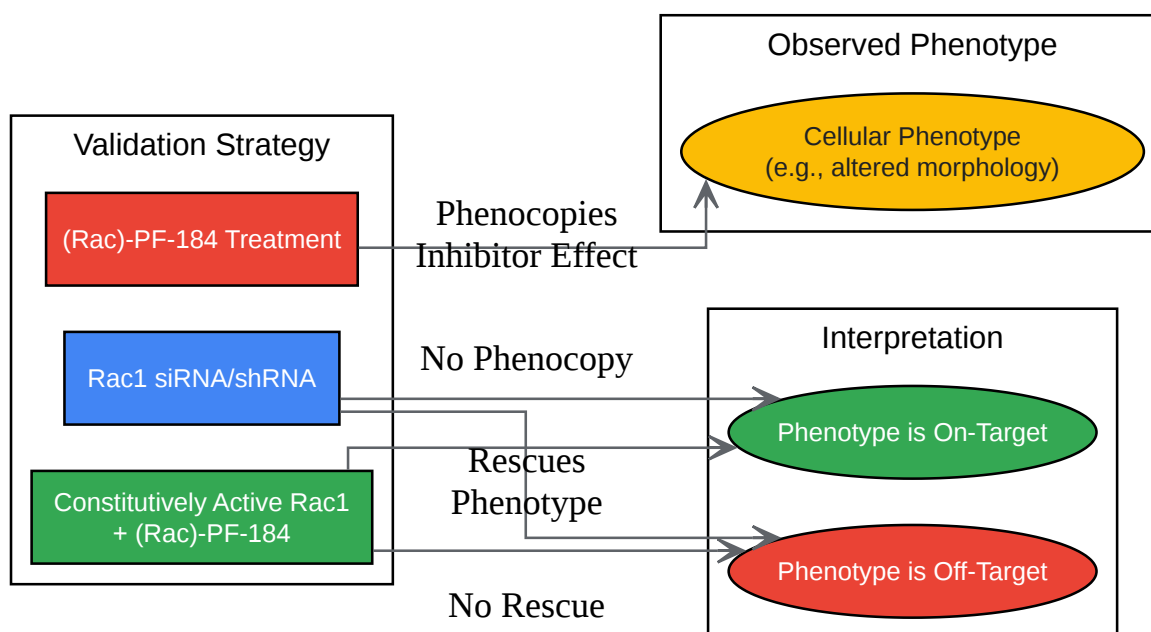 Observed Phenotype
Cellular Phenotype
(e.g., altered morphology)
Validation Strategy
(Rac)-PF-184 Treatment
Phenocopies
Inhibitor Effect
Rac1 siRNA/shRNA
No Phenocopy
Interpretation
Phenotype is On-Target
Constitutively Active Rac1
+ (Rac)-PF-184
Rescues
Phenotype
Phenotype is Off-Target
No Rescue